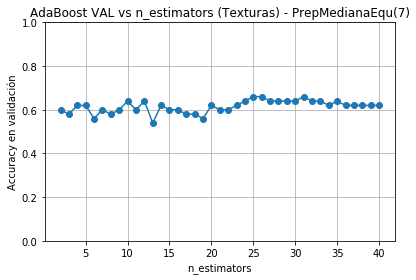 AdaBoost VAL vs n_estimators (Texturas) - PrepMedianaEqu(7)
1.0
0.8
0.6
0.4
0.2
0.0
Accuracy en validación
5 10 15 20 25 30 35 40
n_estimators